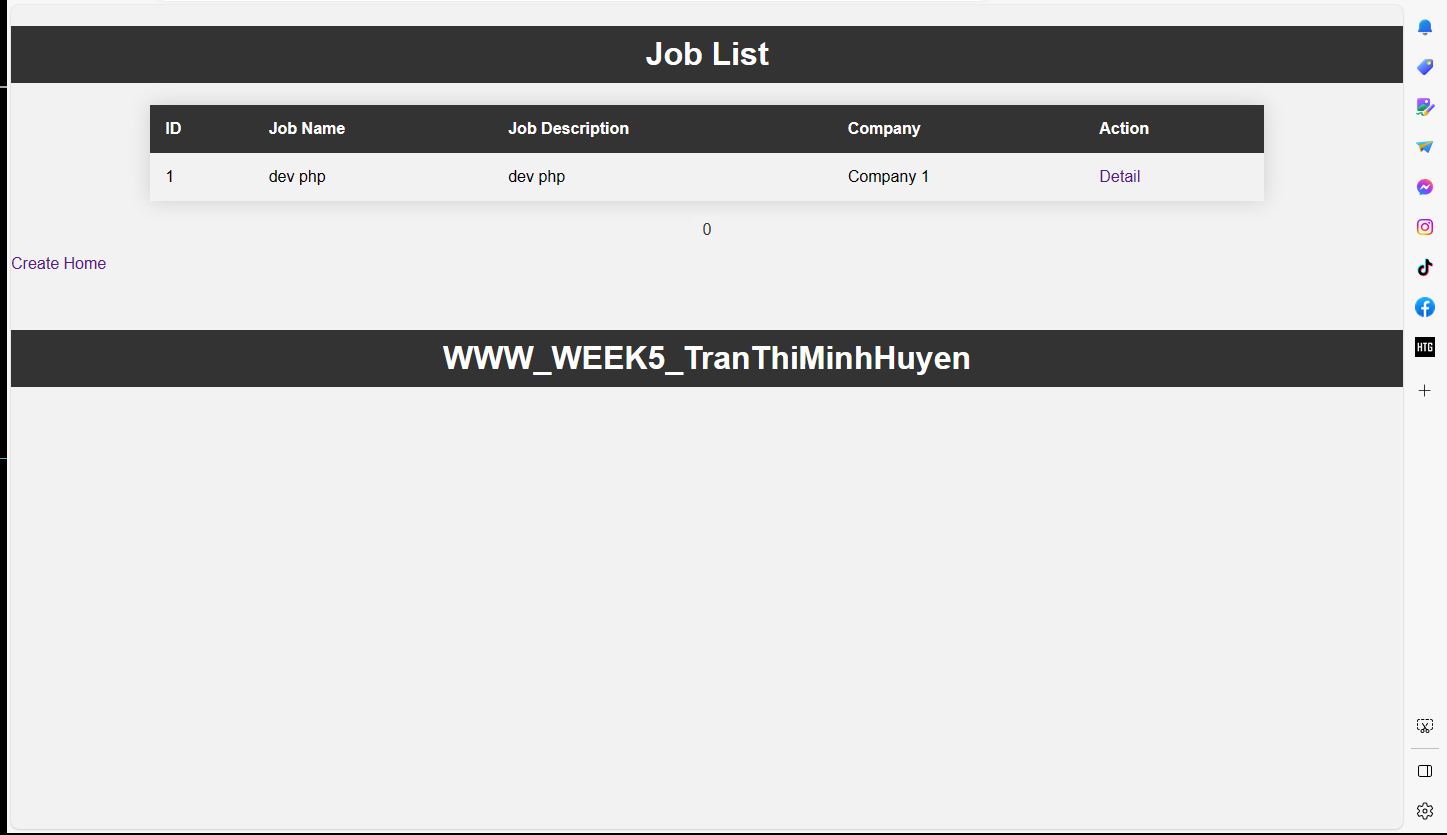 Job List
ID Job Name Job Description Company Action
1 dev php dev php Company 1 Detail
0
Create Home
WWW_WEEK5_TranThiMinhHuyen
HTG